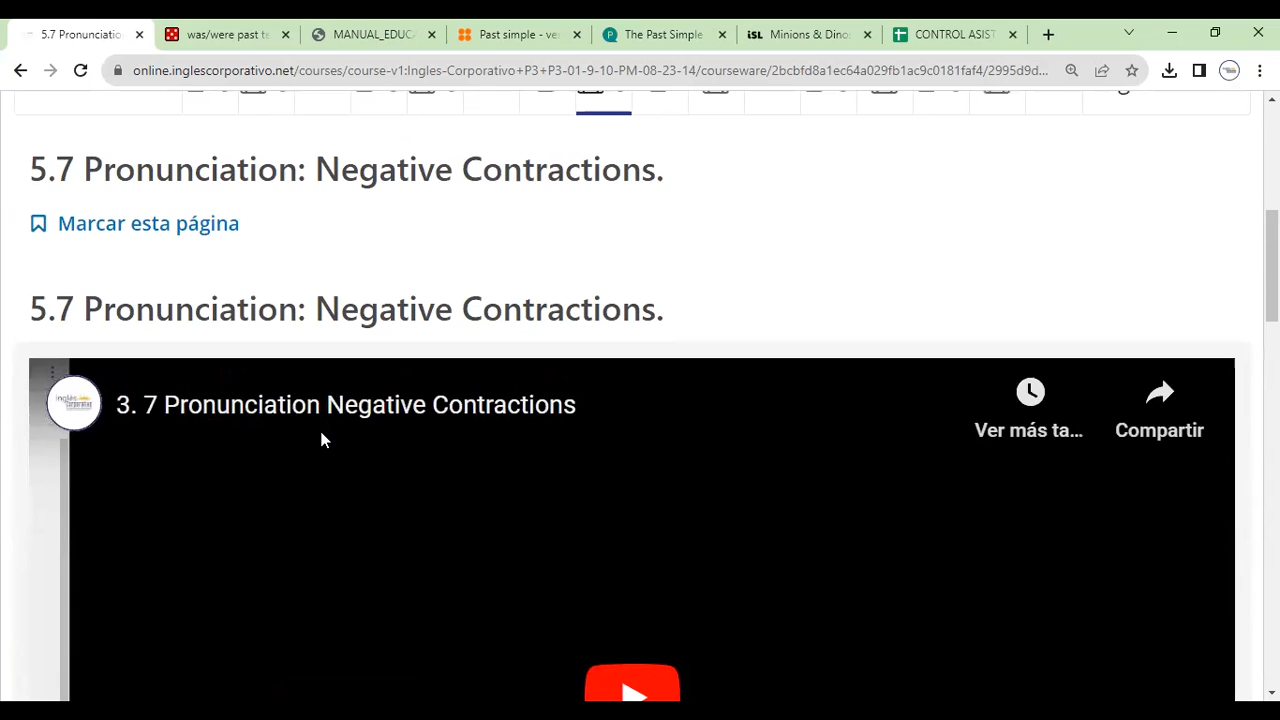 5.7 Pronunciatio
was/were past te
MANUAL_EDUC
Past simple - ve
The Past Simple
iSL Minions & Dino
CONTROL ASIST
online.inglescorporativo.net/courses/course-v1:Ingles-Corporativo+P3+P3-01-9-10-PM-08-23-14/courseware/2bcbfd8a1ec64a029fb1ac9c0181faf4/2995d9d...
5.7 Pronunciation: Negative Contractions.
Marcar esta página
5.7 Pronunciation: Negative Contractions.
3. 7 Pronunciation Negative Contractions
Ver más ta...
Compartir